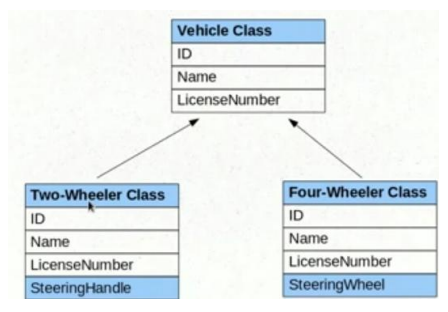 Vehicle Class
ID
Name
LicenseNumber
Two-Wheeler Class
ID
Name
LicenseNumber
SteeringHandle
Four-Wheeler Class
ID
Name
LicenseNumber
SteeringWheel